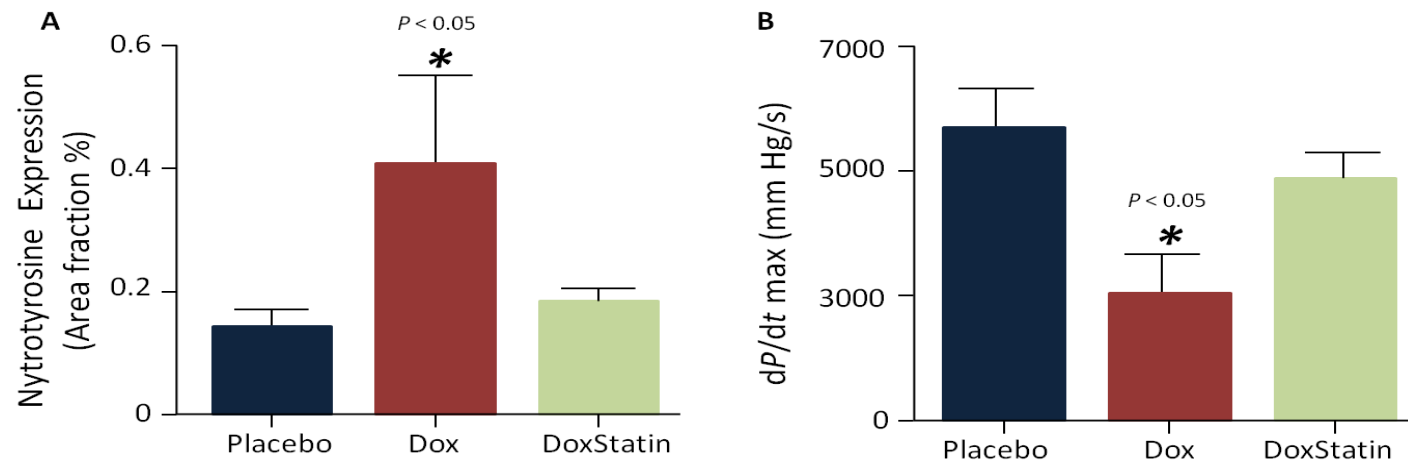 A
P < 0.05
*
Nytrotyrosine Expression
(Area fraction %)
0.6
0.4
0.2
0
Placebo
Dox
DoxStatin
B
P < 0.05
*
dP/dt max (mm Hg/s)
7000
5000
3000
0
Placebo
Dox
DoxStatin